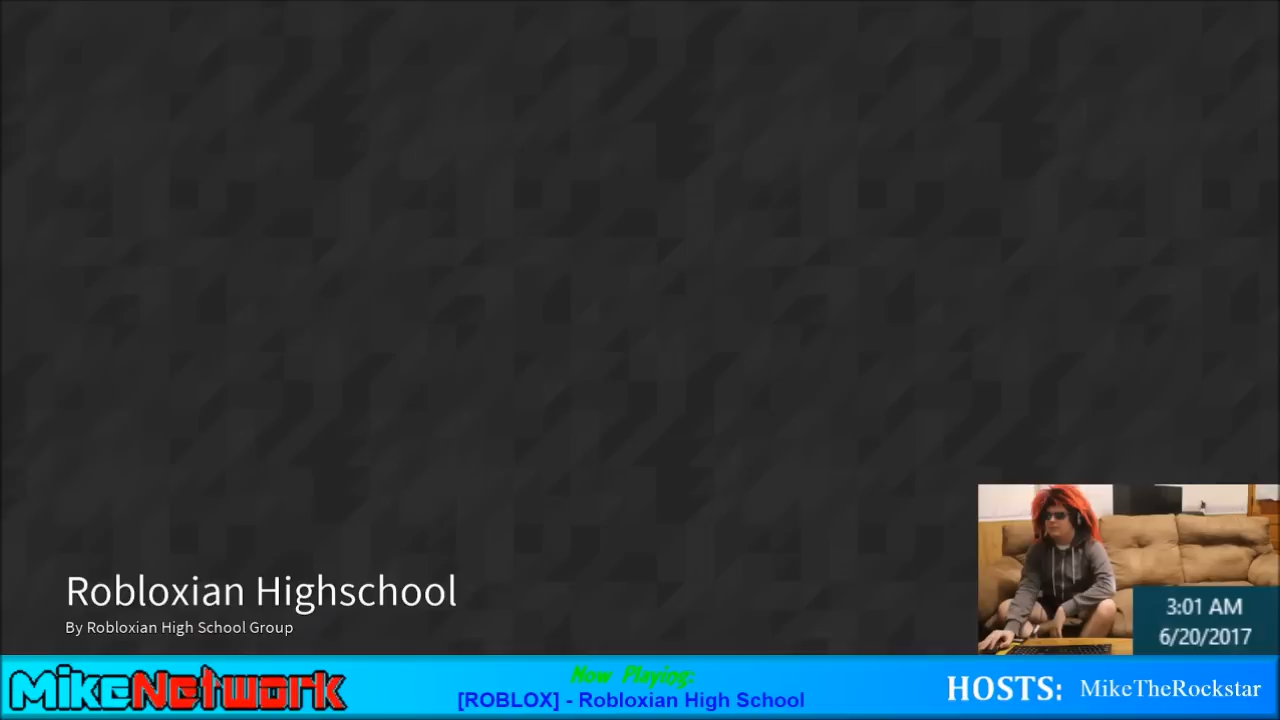 Robloxian Highschool
By Robloxian High School Group
3:01 AM
6/20/2017
MikeNetwork
Now Playing:
[ROBLOX] - Robloxian High School
HOSTS: MikeTheRockstar